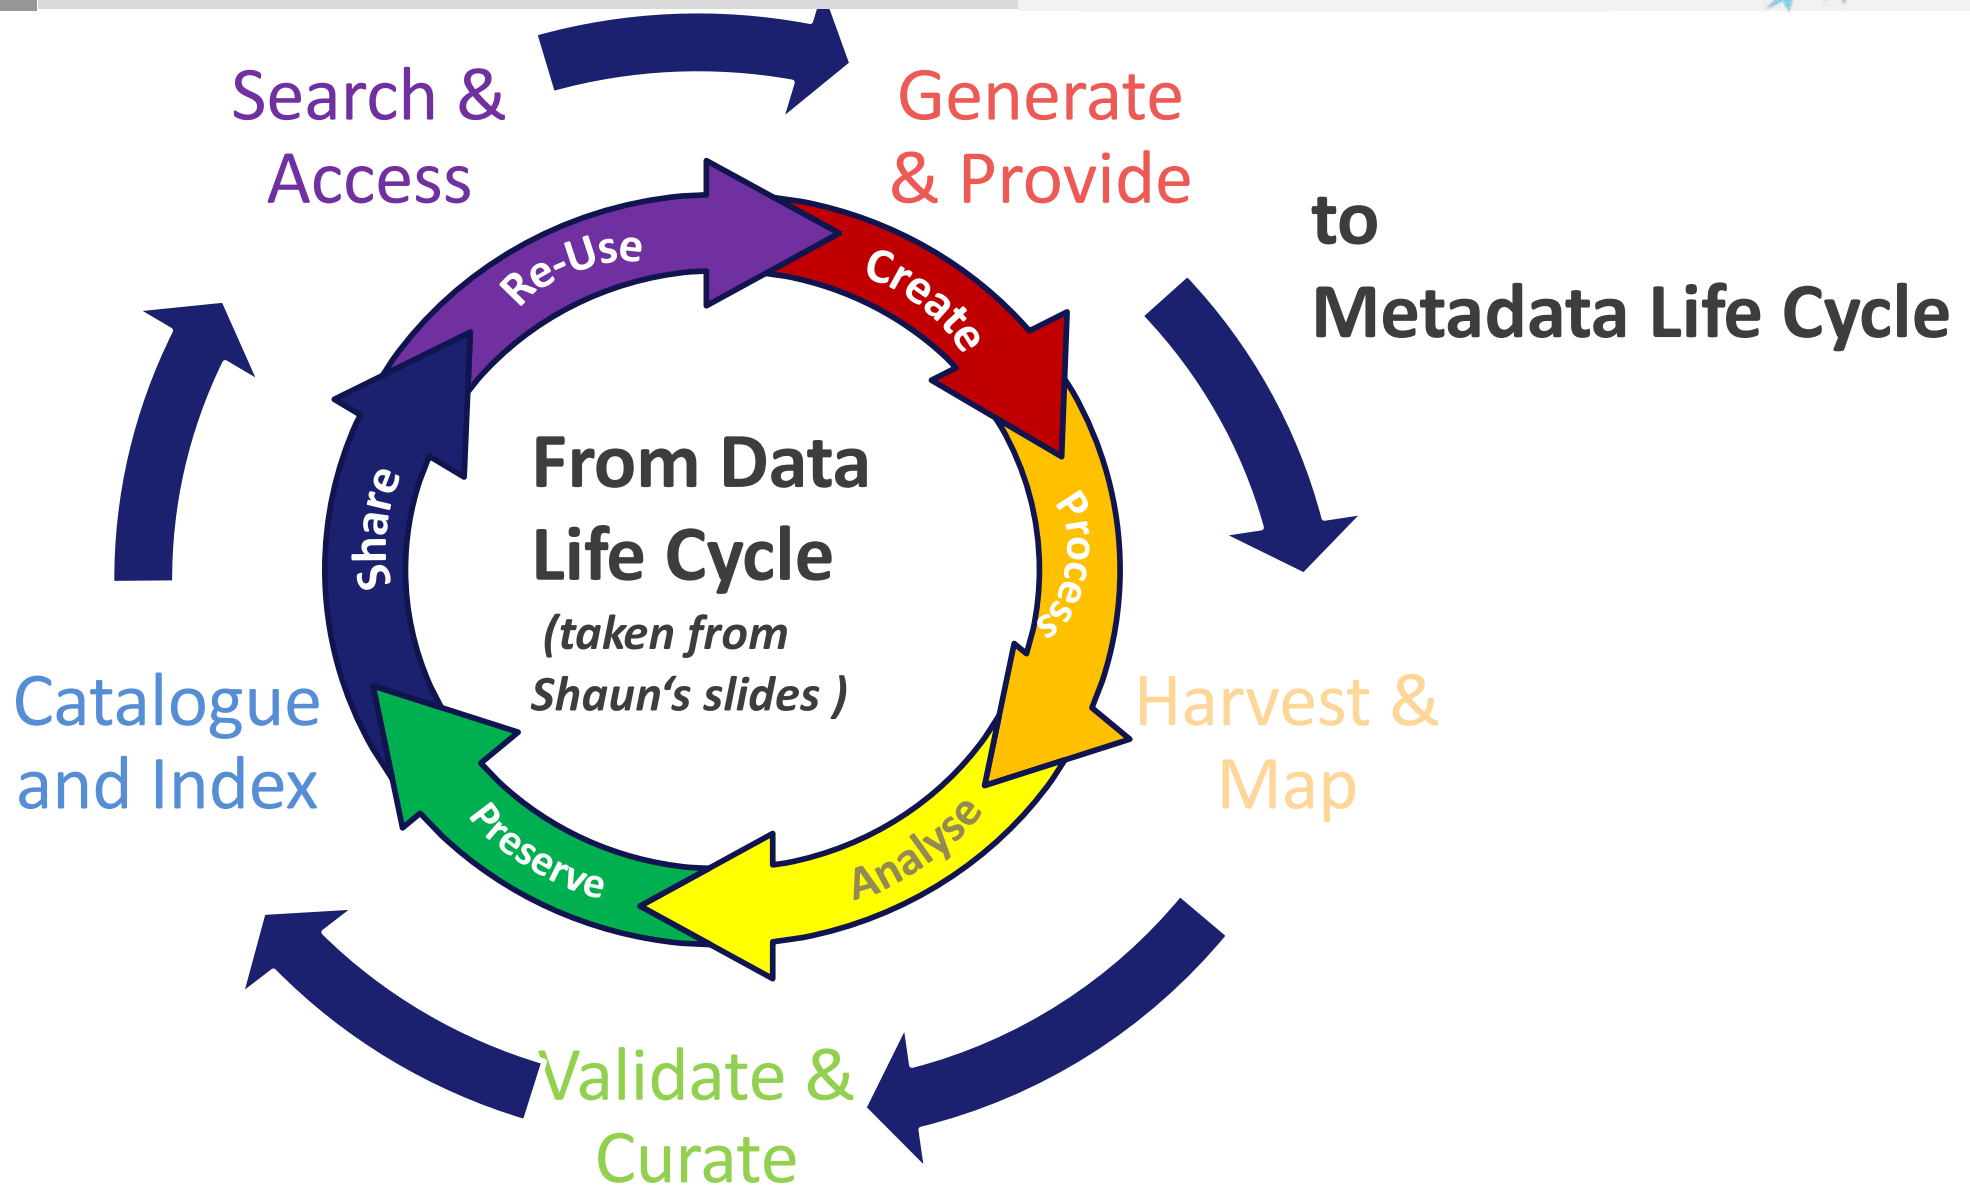 Search &
Access
Generate
& Provide
to
Metadata Life Cycle
Re-Use
Create
Process
Analyse
Preserve
Share
From Data
Life Cycle
(taken from
Shaun‘s slides )
Catalogue
and Index
Harvest &
Map
Validate &
Curate